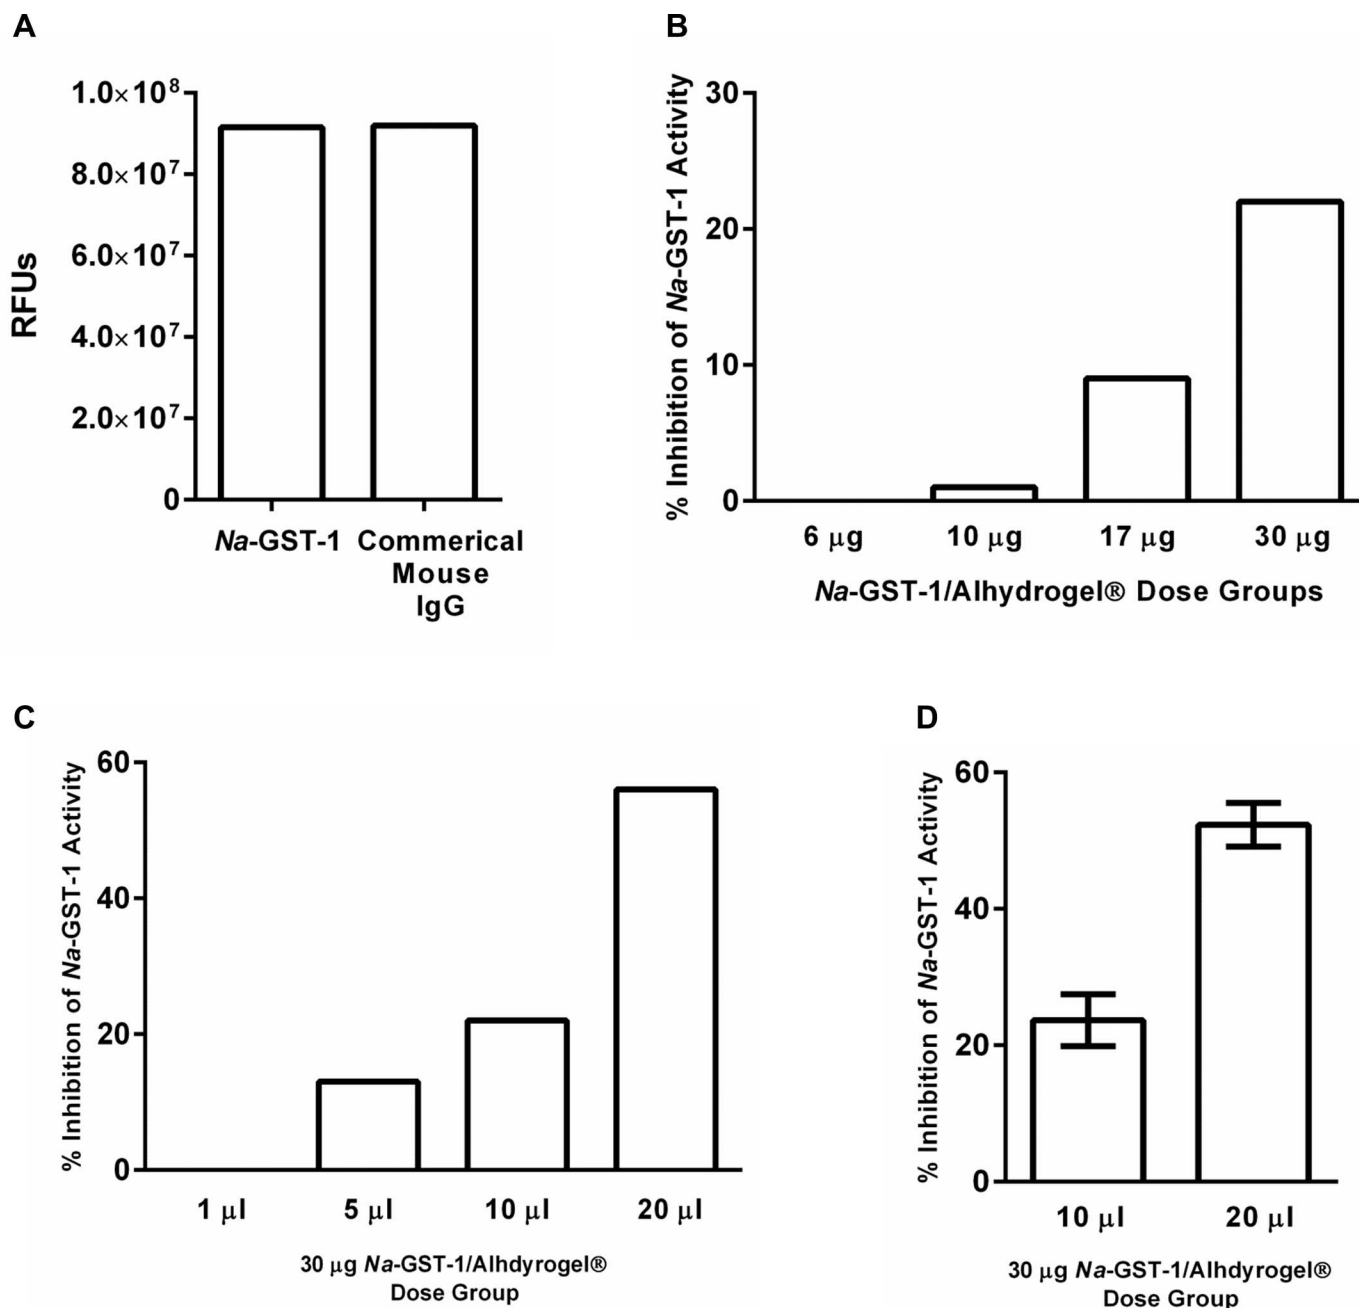 A
RFUs
1.0×10⁸
8.0×10⁷
6.0×10⁷
4.0×10⁷
2.0×10⁷
0
Na-GST-1
Commerical
Mouse
IgG
B
% Inhibition of Na-GST-1 Activity
30
20
10
0
6 μg
10 μg
17 μg
30 μg
Na-GST-1/Alhydrogel® Dose Groups
C
% Inhibition of Na-GST-1 Activity
60
40
20
0
1 μl
5 μl
10 μl
20 μl
30 μg Na-GST-1/Alhdyrogel®
Dose Group
D
% Inhibition of Na-GST-1 Activity
60
40
20
0
10 μl
20 μl
30 μg Na-GST-1/Alhdyrogel®
Dose Group